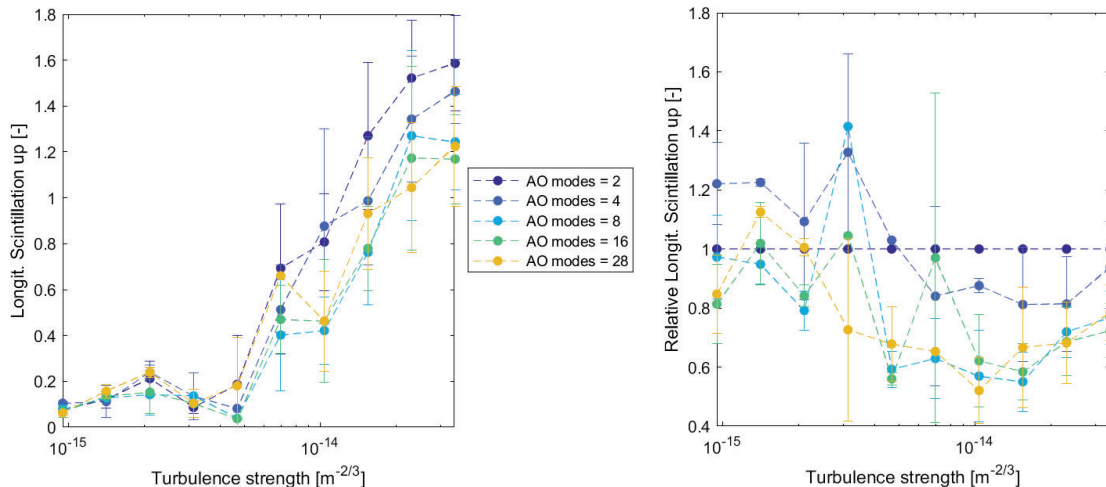 1.8
1.6
1.4
1.2
1
0.8
0.6
0.4
0.2
0
Longit. Scintillation up [-]
10-15
10-14
Turbulence strength [m-2/3]
AO modes = 2
AO modes = 4
AO modes = 8
AO modes = 16
AO modes = 28
1.8
1.6
1.4
1.2
1
0.8
0.6
0.4
Relative Longit. Scintillation up [-]
10-15
10-14
Turbulence strength [m-2/3]